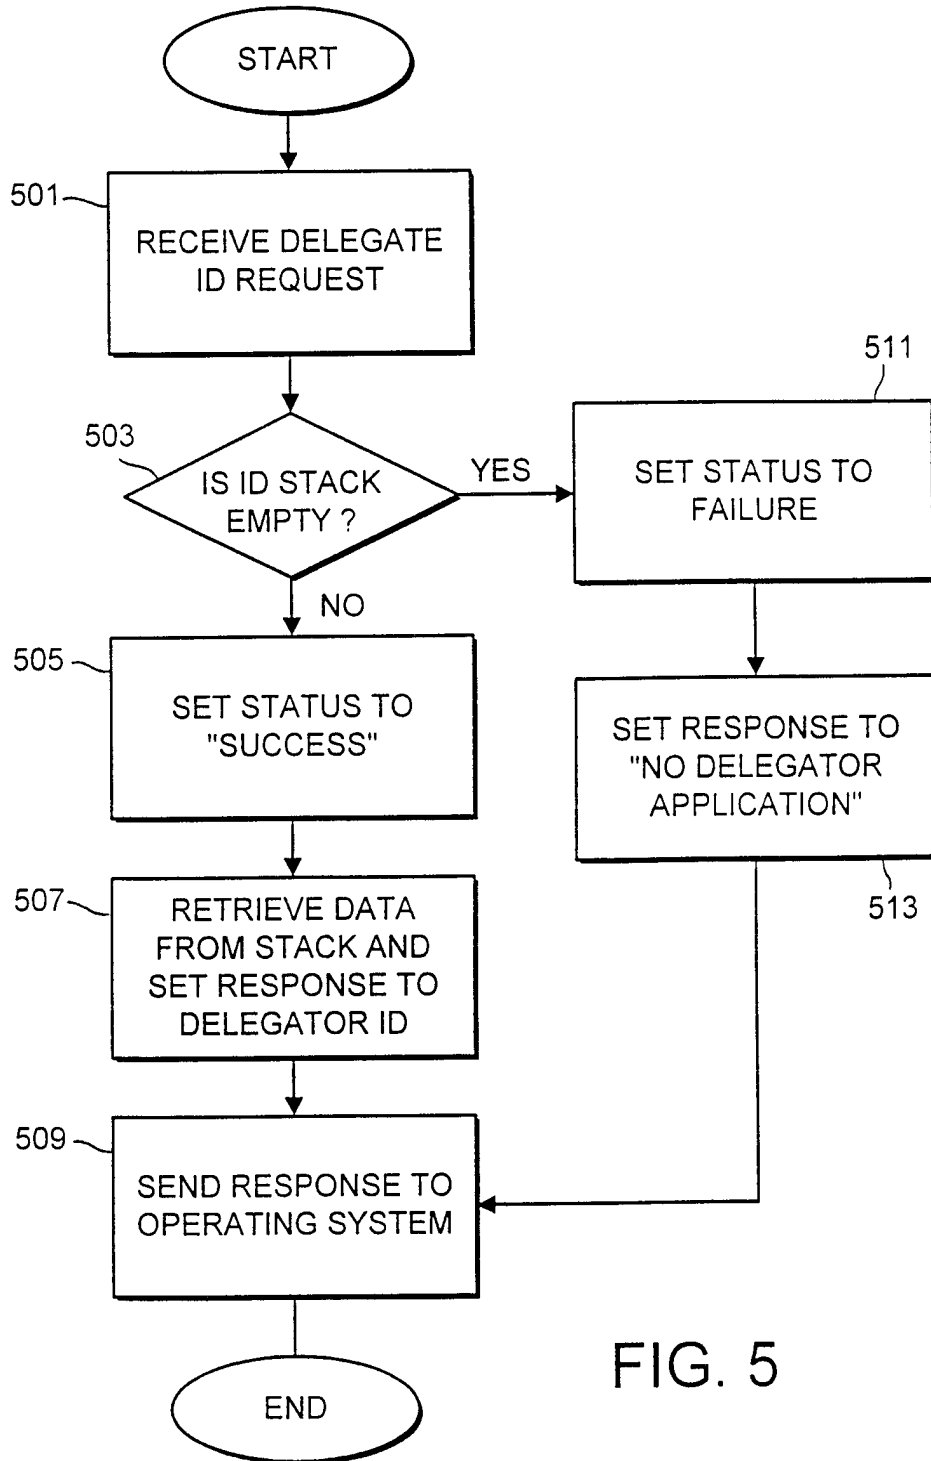 START
501
RECEIVE DELEGATE
ID REQUEST
503
IS ID STACK
EMPTY ?
YES
511
SET STATUS TO
FAILURE
NO
505
SET STATUS TO
"SUCCESS"
SET RESPONSE TO
"NO DELEGATOR
APPLICATION"
513
507
RETRIEVE DATA
FROM STACK AND
SET RESPONSE TO
DELEGATOR ID
509
SEND RESPONSE TO
OPERATING SYSTEM
END
FIG. 5